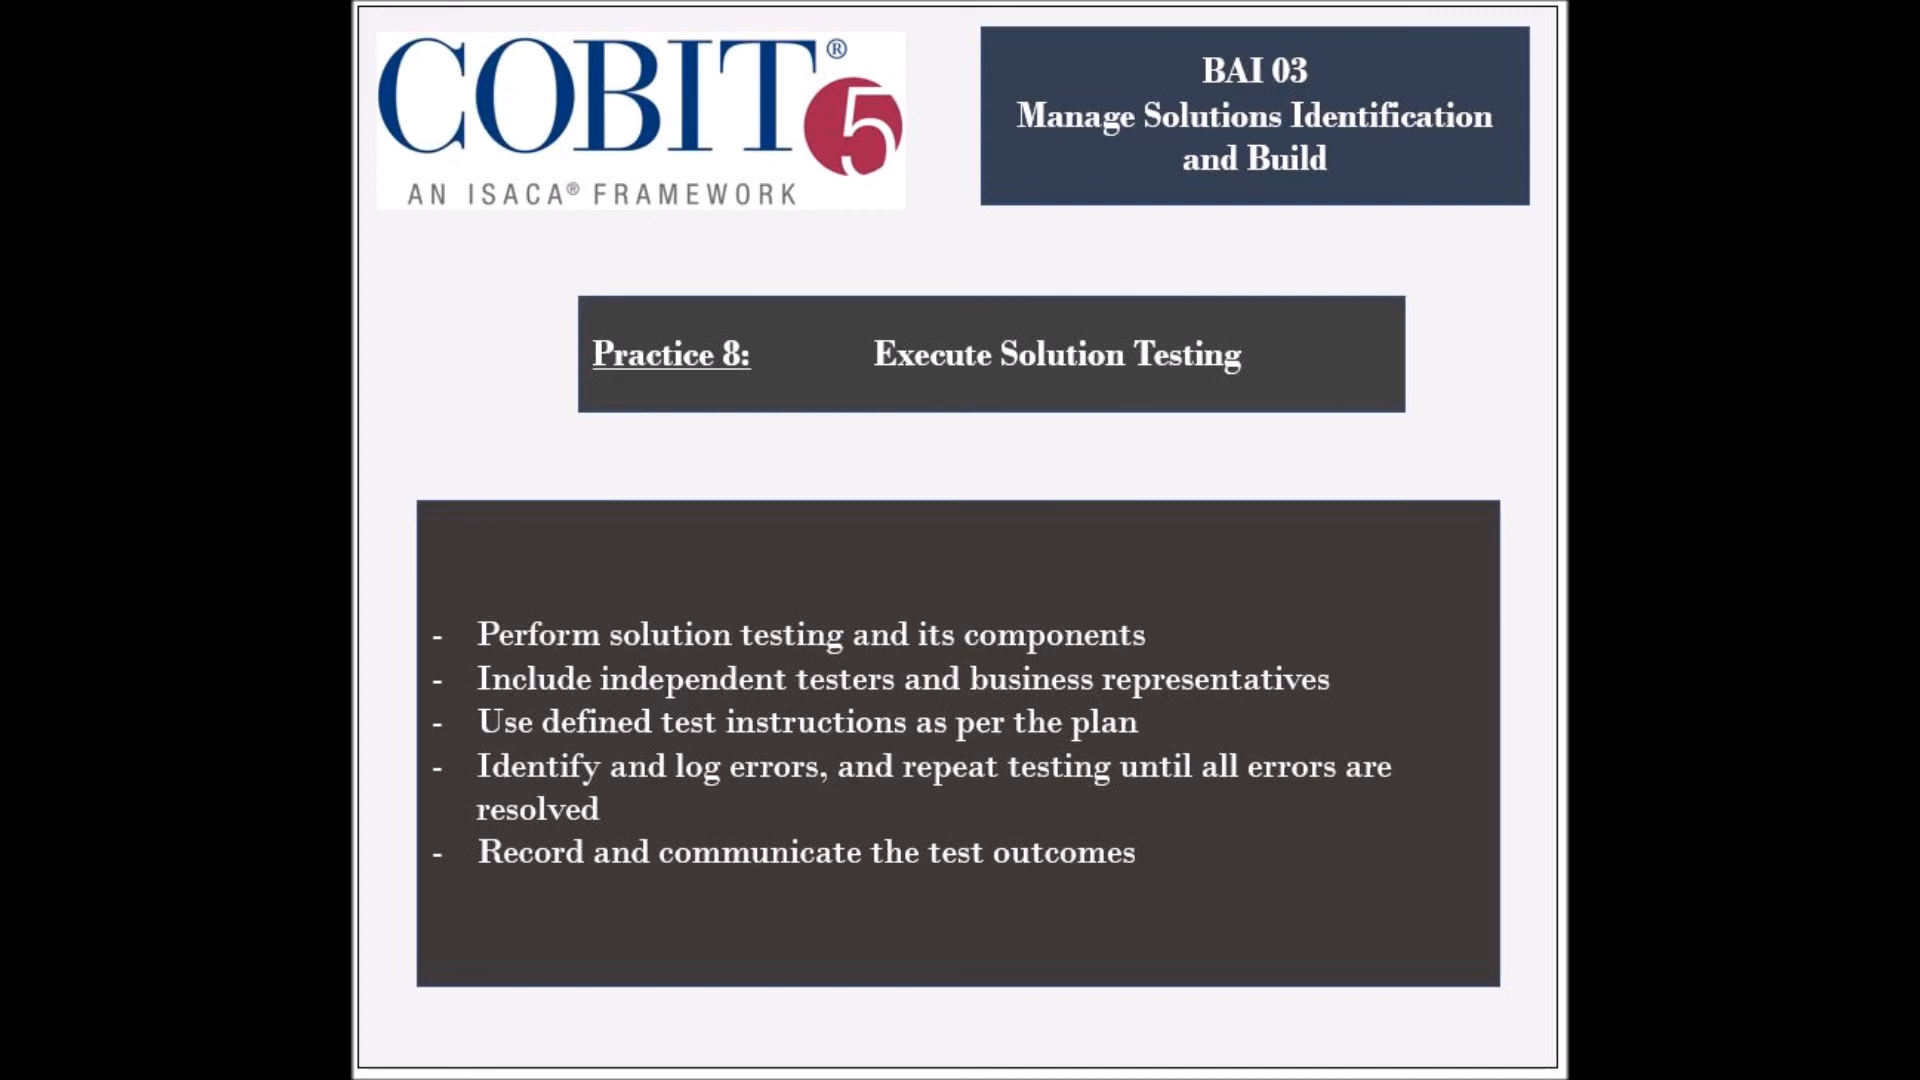 COBIT® 5
AN ISACA® FRAMEWORK
BAI 03
Manage Solutions Identification
and Build
Practice 8: Execute Solution Testing
- Perform solution testing and its components
- Include independent testers and business representatives
- Use defined test instructions as per the plan
- Identify and log errors, and repeat testing until all errors are
resolved
- Record and communicate the test outcomes